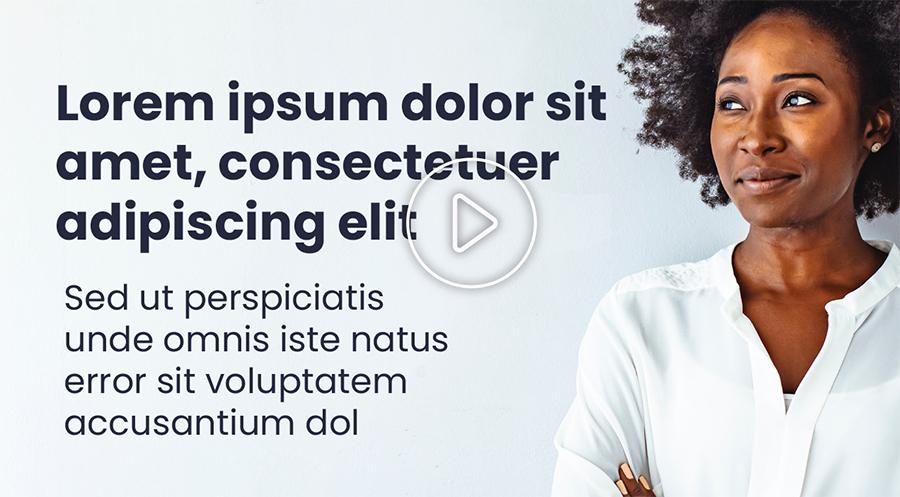 Lorem ipsum dolor sit
amet, consectetuer
adipiscing elit
Sed ut perspiciatis
unde omnis iste natus
error sit voluptatem
accusantium dol